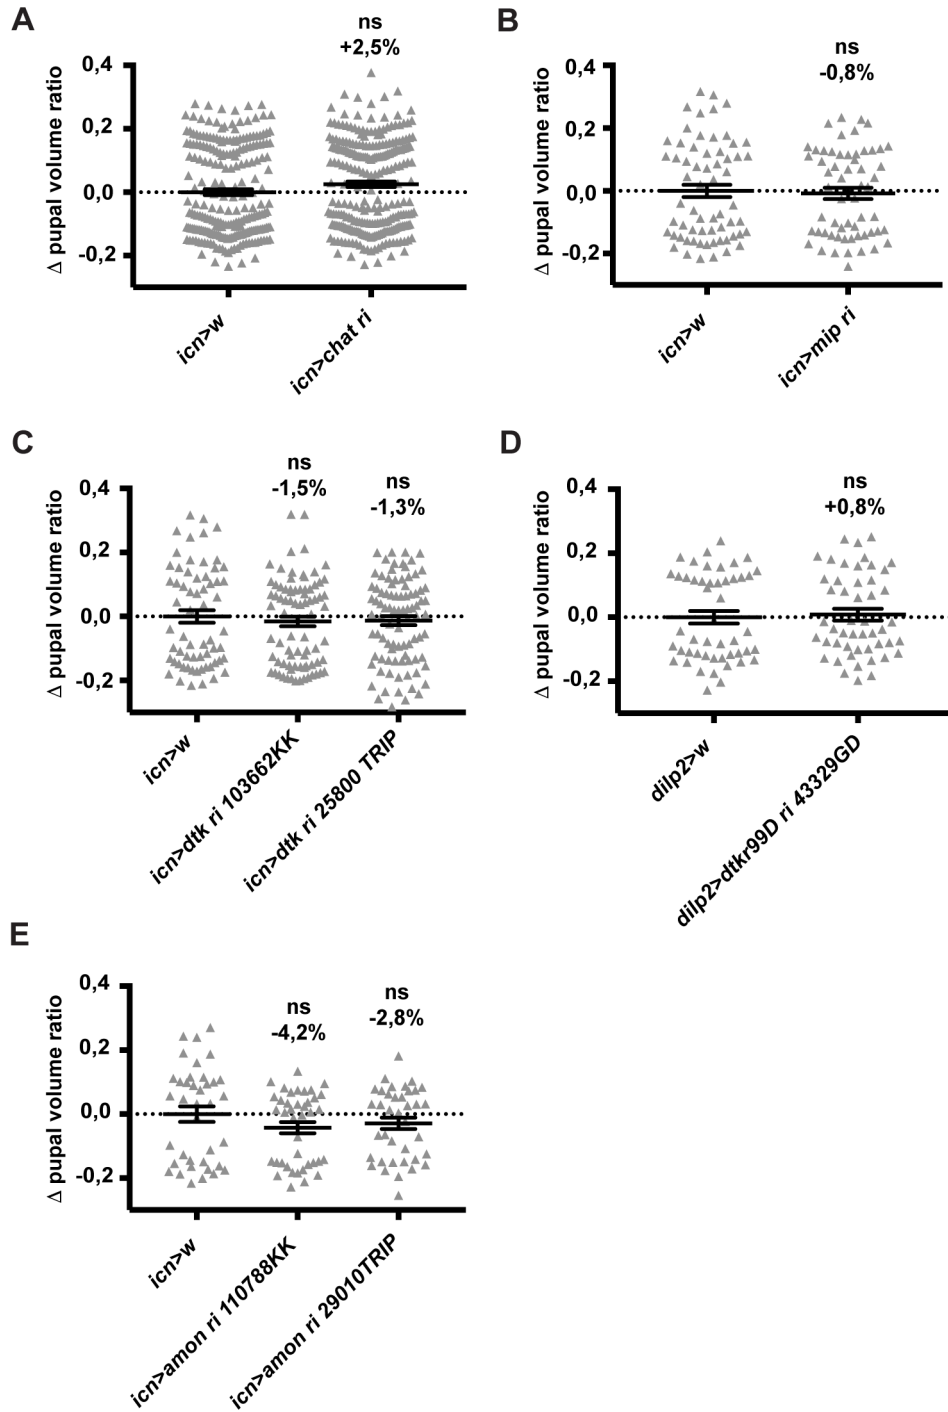 A
ns
+2,5%
Δ pupal volume ratio
0,4
0,2
0,0
-0,2
icn>w
icn>chat ri
B
ns
-0,8%
Δ pupal volume ratio
0,4
0,2
0,0
-0,2
icn>w
icn>mip ri
C
ns
-1,5%
ns
-1,3%
Δ pupal volume ratio
0,4
0,2
0,0
-0,2
icn>w
icn>dtk ri 103662KK
icn>dtk ri 25800 TRIP
D
ns
+0,8%
Δ pupal volume ratio
0,4
0,2
0,0
-0,2
dilp2>w
dilp2>dtkr99D ri 43329GD
E
ns
-4,2%
ns
-2,8%
Δ pupal volume ratio
0,4
0,2
0,0
-0,2
icn>w
icn>amon ri 110788KK
icn>amon ri 29010TRIP